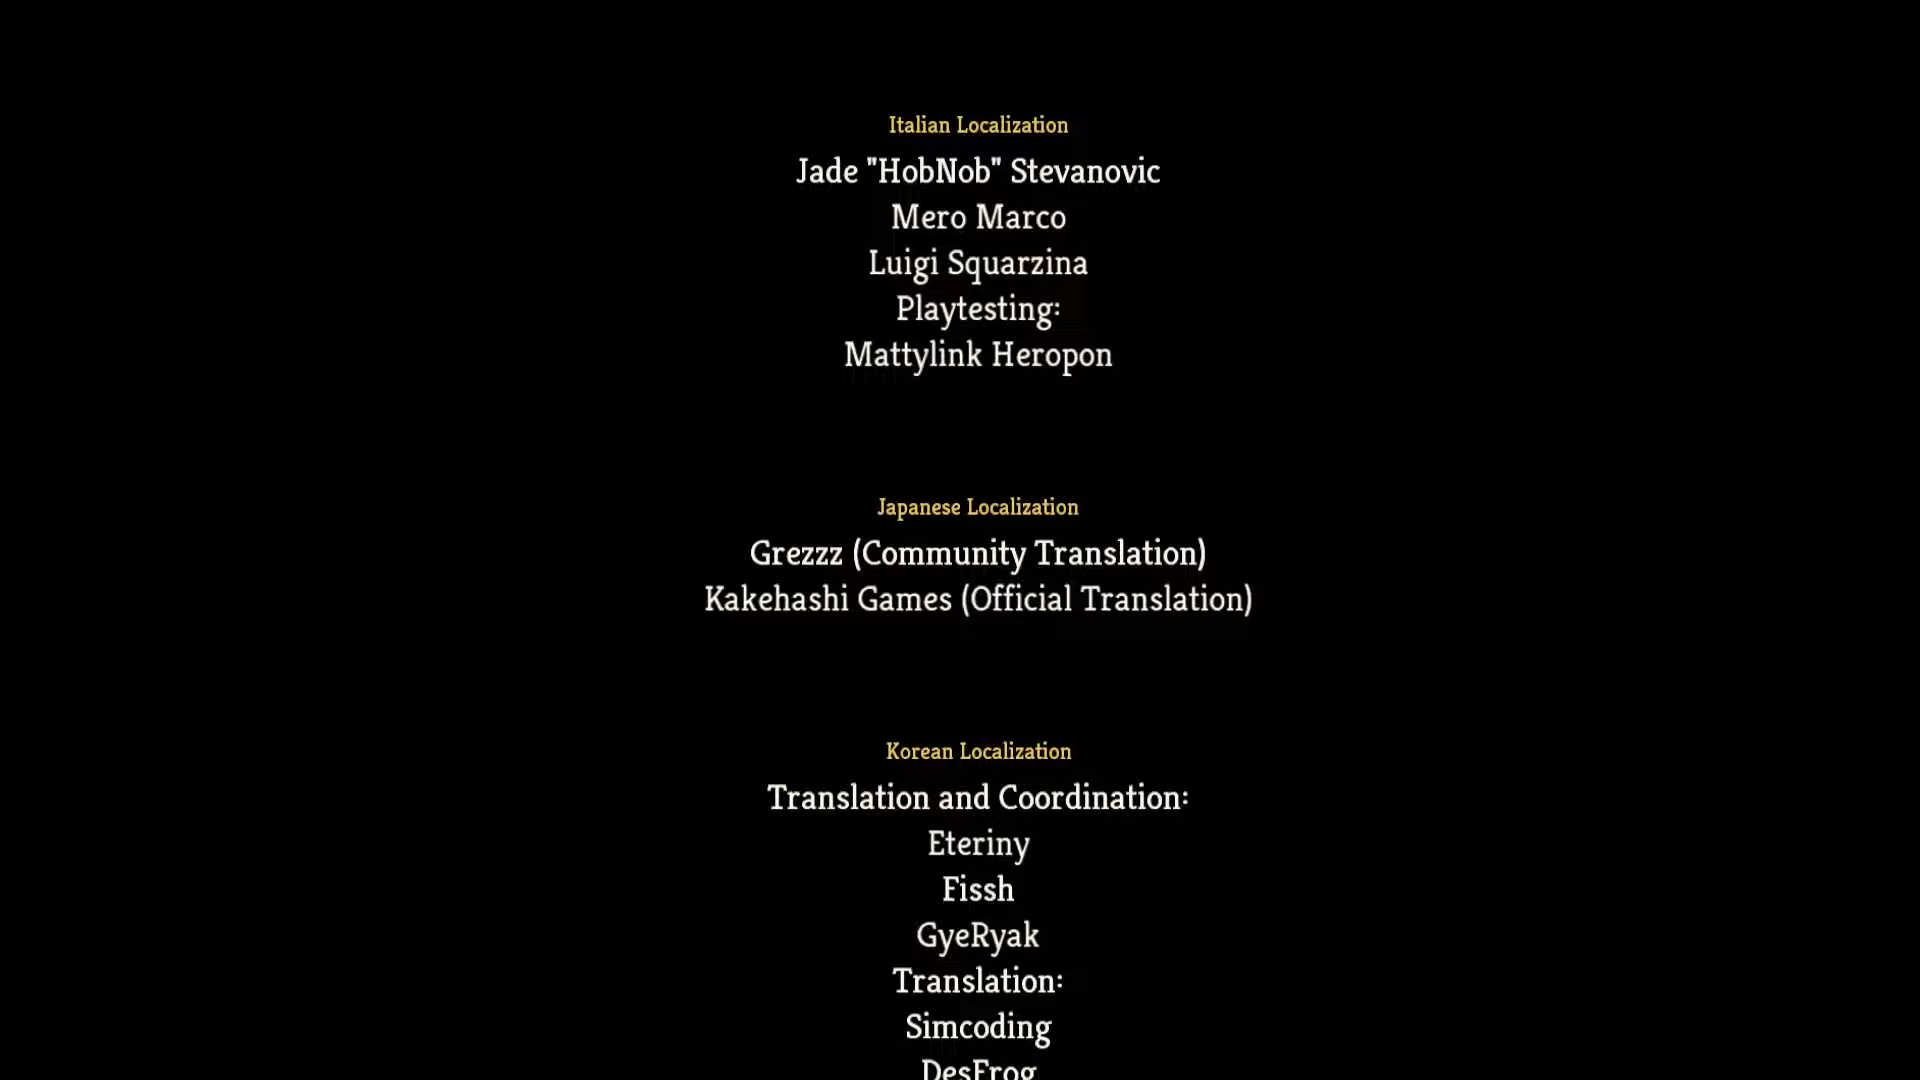 Italian Localization
Jade "HobNob" Stevanovic
Mero Marco
Luigi Squarzina
Playtesting:
Mattylink Heropon
Japanese Localization
Grezzz (Community Translation)
Kakehashi Games (Official Translation)
Korean Localization
Translation and Coordination:
Eteriny
Fissh
GyeRyak
Translation:
Simcoding
DesFrog